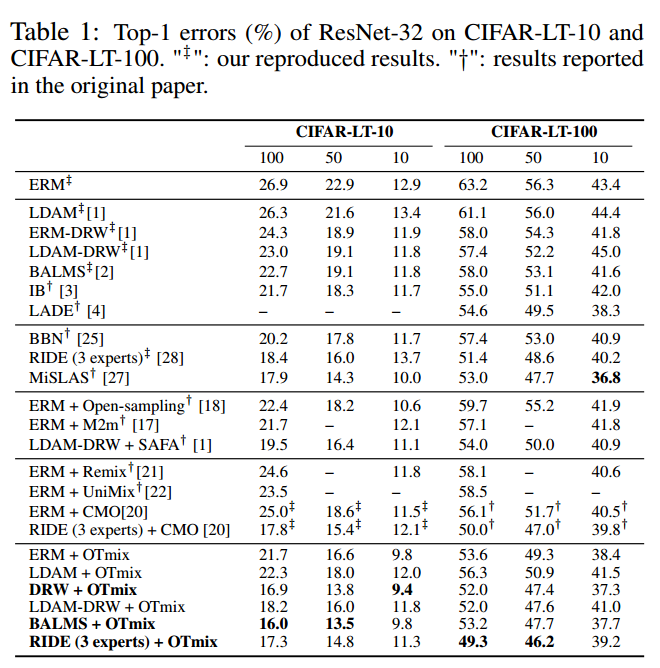 Table 1: Top-1 errors (%) of ResNet-32 on CIFAR-LT-10 and
CIFAR-LT-100. "‡": our reproduced results. "†": results reported
in the original paper.
CIFAR-LT-10 CIFAR-LT-100
100 50 10 100 50 10
ERM‡ 26.9 22.9 12.9 63.2 56.3 43.4
LDAM‡[1] 26.3 21.6 13.4 61.1 56.0 44.4
ERM-DRW‡[1] 24.3 18.9 11.9 58.0 54.3 41.8
LDAM-DRW‡[1] 23.0 19.1 11.8 57.4 52.2 45.0
BALMS‡[2] 22.7 19.1 11.8 58.0 53.1 41.6
IB† [3] 21.7 18.3 11.7 55.0 51.1 42.0
LADE† [4] – – – 54.6 49.5 38.3
BBN† [25] 20.2 17.8 11.7 57.4 53.0 40.9
RIDE (3 experts)‡ [28] 18.4 16.0 13.7 51.4 48.6 40.2
MiSLAS† [27] 17.9 14.3 10.0 53.0 47.7 36.8
ERM + Open-sampling† [18] 22.4 18.2 10.6 59.7 55.2 41.9
ERM + M2m† [17] 21.7 – 12.1 57.1 – 41.8
LDAM-DRW + SAFA† [1] 19.5 16.4 11.1 54.0 50.0 40.9
ERM + Remix†[21] 24.6 – 11.8 58.1 – 40.6
ERM + UniMix†[22] 23.5 – – 58.5 – –
ERM + CMO[20] 25.0‡ 18.6‡ 11.5‡ 56.1† 51.7† 40.5†
RIDE (3 experts) + CMO [20] 17.8‡ 15.4‡ 12.1‡ 50.0† 47.0† 39.8†
ERM + OTmix 21.7 16.6 9.8 53.6 49.3 38.4
LDAM + OTmix 22.3 18.0 12.0 56.3 50.9 41.5
DRW + OTmix 16.9 13.8 9.4 52.0 47.4 37.3
LDAM-DRW + OTmix 18.2 16.0 11.8 52.0 47.6 41.0
BALMS + OTmix 16.0 13.5 9.8 53.2 47.7 37.7
RIDE (3 experts) + OTmix 17.3 14.8 11.3 49.3 46.2 39.2